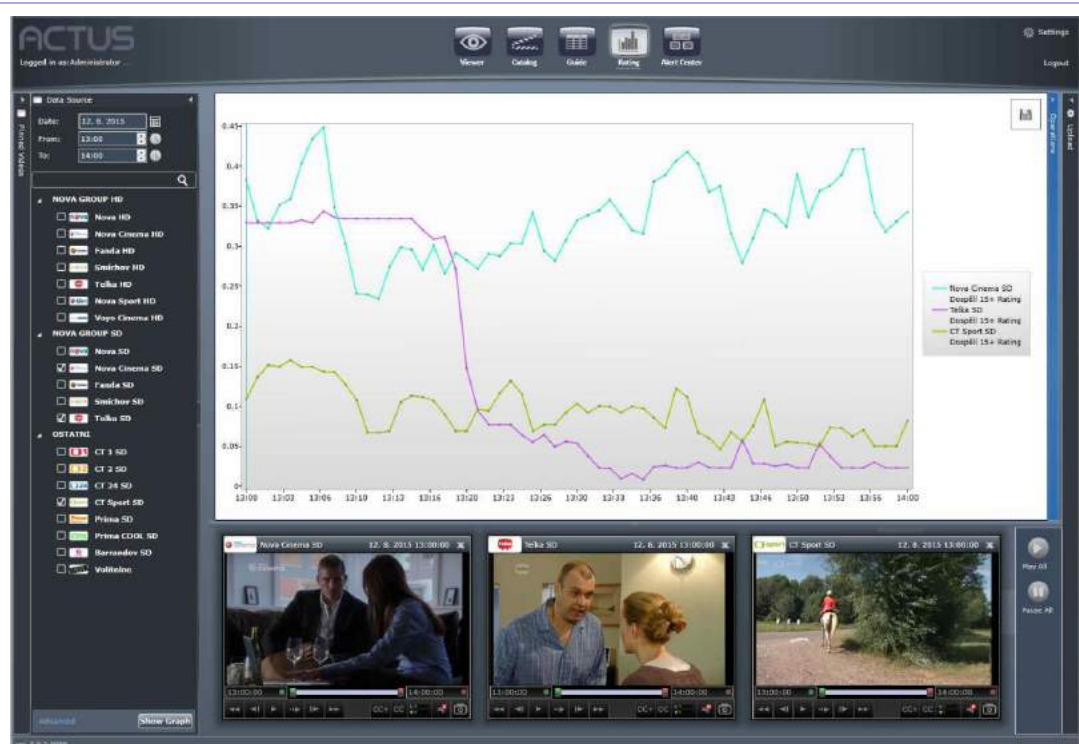 ACTUS
Logged in as: Administrator ...
Viewer
Catalog
Guide
Rating
Alert Center
Settings
Logout
Pinned Videos
Data Source
Date: 12. 8. 2015
From: 13:00
To: 14:00
NOVA GROUP HD
Nova HD
Nova Cinema HD
Fanda HD
Smichov HD
Telka HD
Nova Sport HD
Voyo Cinema HD
NOVA GROUP SD
Nova SD
Nova Cinema SD
Fanda SD
Smichov SD
Telka SD
OSTATNI
CT 1 SD
CT 2 SD
CT 24 SD
CT Sport SD
Prima SD
Prima COOL SD
Barrandov SD
Volitelne
Advanced
Show Graph
0.45
0.4
0.35
0.3
0.25
0.2
0.15
0.1
0.05
0
13:00 13:03 13:06 13:10 13:13 13:16 13:20 13:23 13:26 13:30 13:33 13:36 13:40 13:43 13:46 13:50 13:53 13:56 14:00
Nova Cinema SD
Dospělí 15+ Rating
Telka SD
Dospělí 15+ Rating
CT Sport SD
Dospělí 15+ Rating
Operations
Upload
Nova Cinema SD 12. 8. 2015 13:00:00
13:00:00 14:00:00
CC+ CC
Telka SD 12. 8. 2015 13:00:00
13:00:00 14:00:00
CC+ CC
sport CT Sport SD 12. 8. 2015 13:00:00
13:00:00 14:00:00
CC+ CC
Play All
Pause All